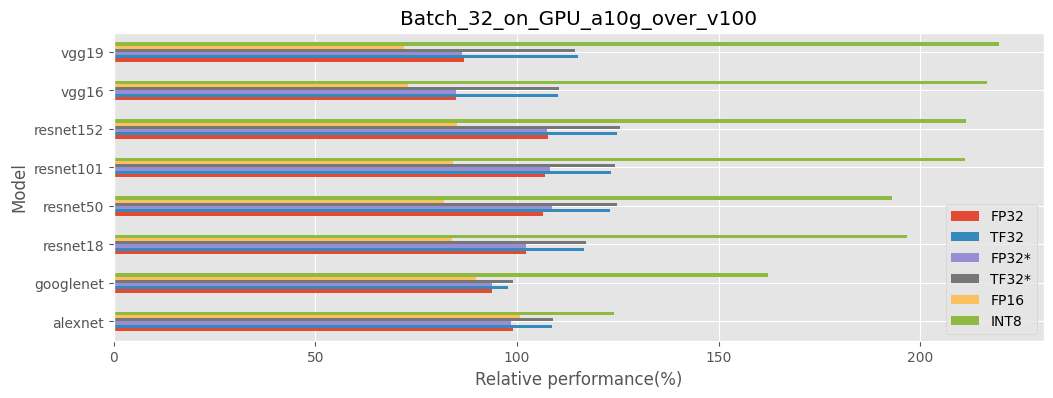 Batch_32_on_GPU_a10g_over_v100
Model
vgg19
vgg16
resnet152
resnet101
resnet50
resnet18
googlenet
alexnet
FP32
TF32
FP32*
TF32*
FP16
INT8
0 50 100 150 200
Relative performance(%)